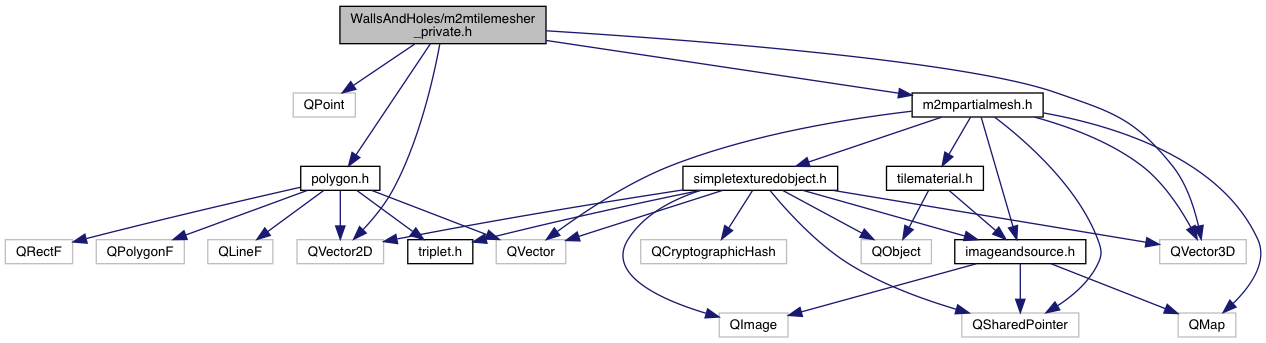 WallsAndHoles/m2mtilemesher
_private.h
QPoint
m2mpartialmesh.h
polygon.h
simpletexturedobject.h
tilematerial.h
QRectF
QPolygonF
QLineF
QVector2D
triplet.h
QVector
QCryptographicHash
QObject
imageandsource.h
QVector3D
QImage
QSharedPointer
QMap